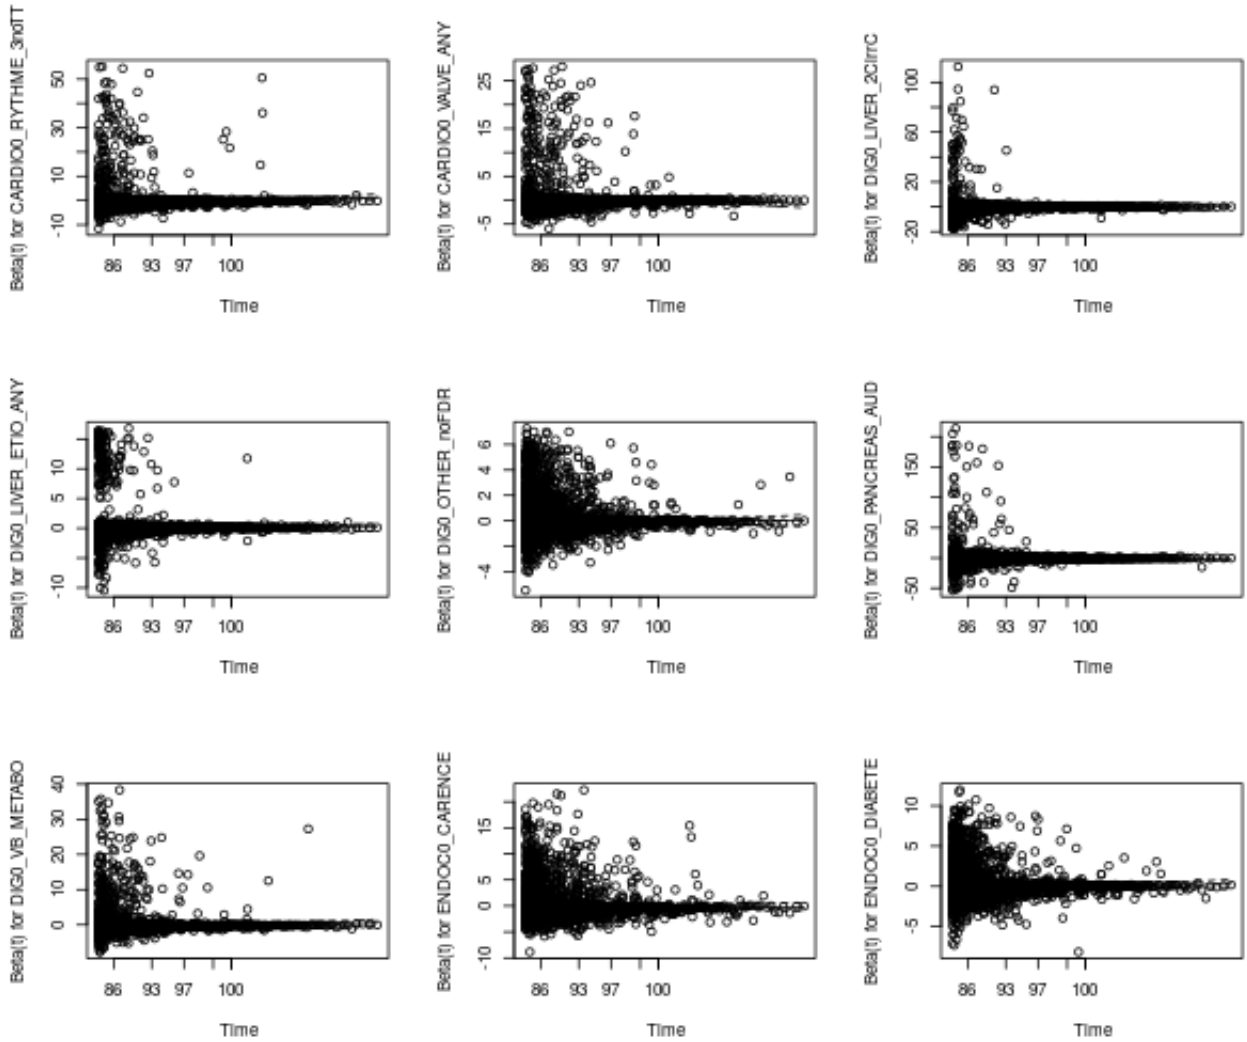 Beta(t) for CARDIO0_RYTHME_3noTT
50
30
10
-10
86 93 97 100
Time
Beta(t) for CARDIO0_VALVE_ANY
25
15
5
-5
86 93 97 100
Time
Beta(t) for DIG0_LIVER_2CirrC
100
60
20
-20
86 93 97 100
Time
Beta(t) for DIG0_LIVER_ETIO_ANY
10
5
0
-10
86 93 97 100
Time
Beta(t) for DIG0_OTHER_noFDR
6
4
2
0
-4
86 93 97 100
Time
Beta(t) for DIG0_PANCREAS_AUD
150
50
-50
86 93 97 100
Time
Beta(t) for DIG0_VB_METABO
40
30
20
10
0
86 93 97 100
Time
Beta(t) for ENDOC0_CARENCE
15
5
0
-10
86 93 97 100
Time
Beta(t) for ENDOC0_DIABETE
10
5
0
-5
86 93 97 100
Time